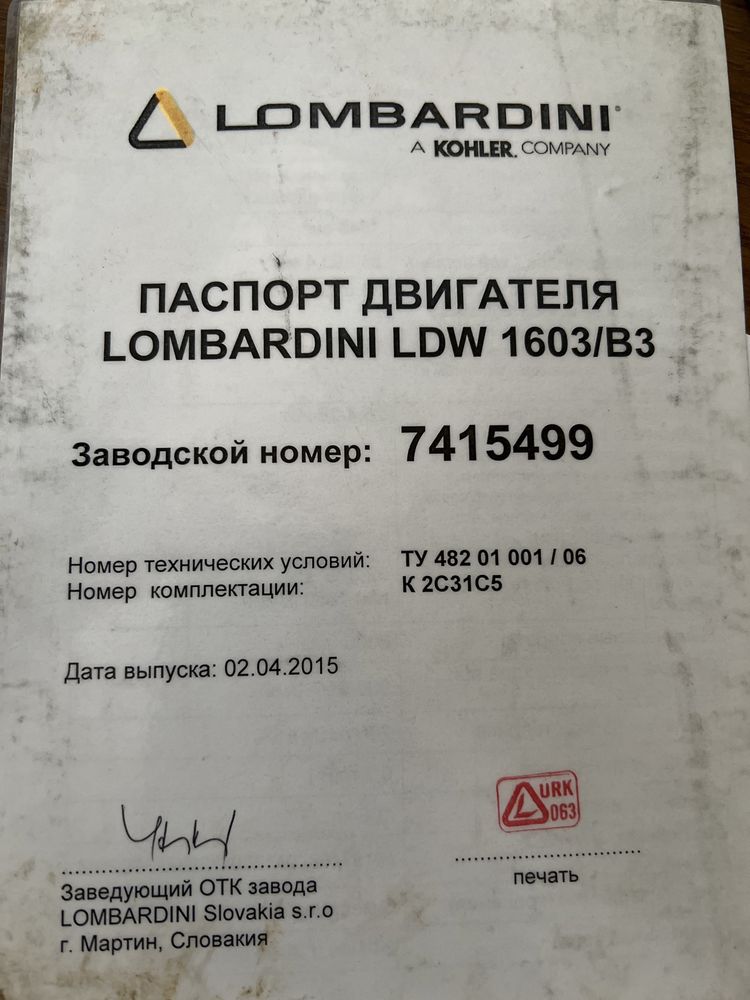 LOMBARDINI
A KOHLER. COMPANY
ПАСПОРТ ДВИГАТЕЛЯ
LOMBARDINI LDW 1603/B3
Заводской номер: 7415499
Номер технических условий: ТУ 482 01 001 / 06
Номер комплектации: К 2С31С5
Дата выпуска: 02.04.2015
URK
063
Заведующий ОТК завода
LOMBARDINI Slovakia s.r.o
г. Мартин, Словакия
печать